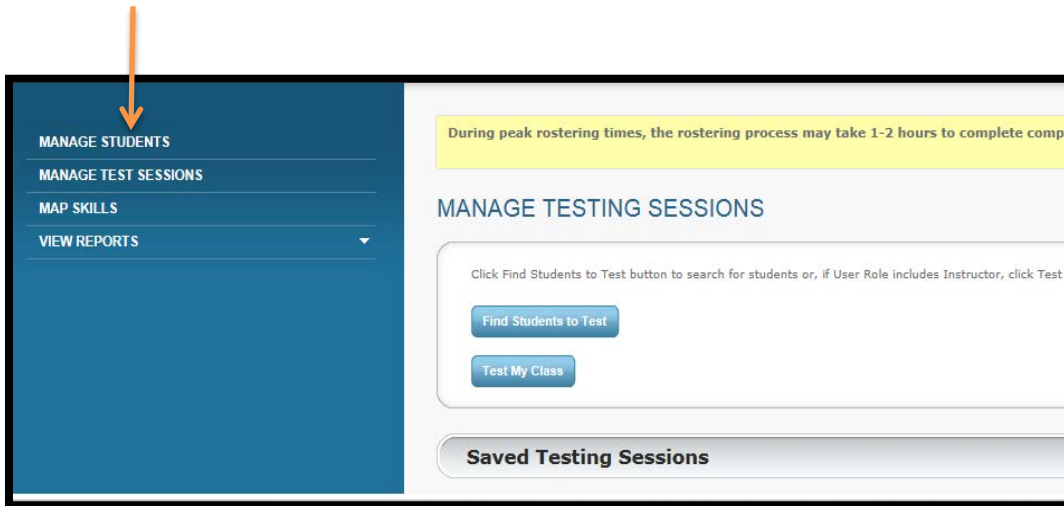 MANAGE STUDENTS
MANAGE TEST SESSIONS
MAP SKILLS
VIEW REPORTS
During peak rostering times, the rostering process may take 1-2 hours to complete comp
MANAGE TESTING SESSIONS
Click Find Students to Test button to search for students or, if User Role includes Instructor, click Test
Find Students to Test
Test My Class
Saved Testing Sessions